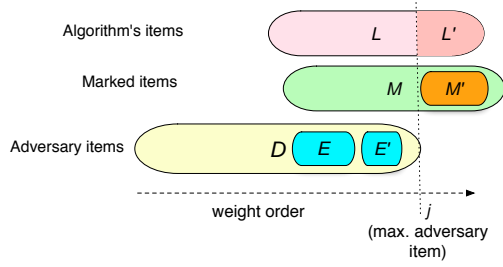 Algorithm's items L L'
Marked items M M'
Adversary items D E E'
weight order j
(max. adversary
item)